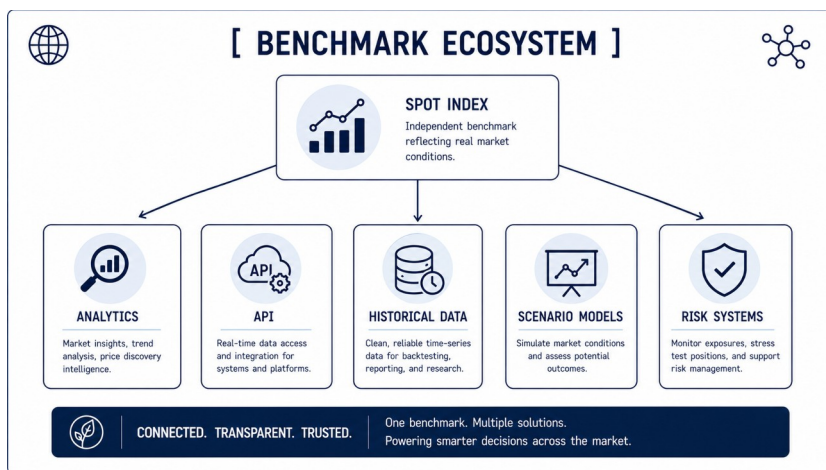 [ BENCHMARK ECOSYSTEM ]
SPOT INDEX
Independent benchmark
reflecting real market
conditions.
ANALYTICS
Market insights, trend
analysis, price discovery
intelligence.
API
API
Real-time data access
and integration for
systems and platforms.
HISTORICAL DATA
Clean, reliable time-series
data for backtesting,
reporting, and research.
SCENARIO MODELS
Simulate market conditions
and assess potential
outcomes.
RISK SYSTEMS
Monitor exposures, stress
test positions, and support
risk management.
CONNECTED. TRANSPARENT. TRUSTED.
One benchmark. Multiple solutions.
Powering smarter decisions across the market.